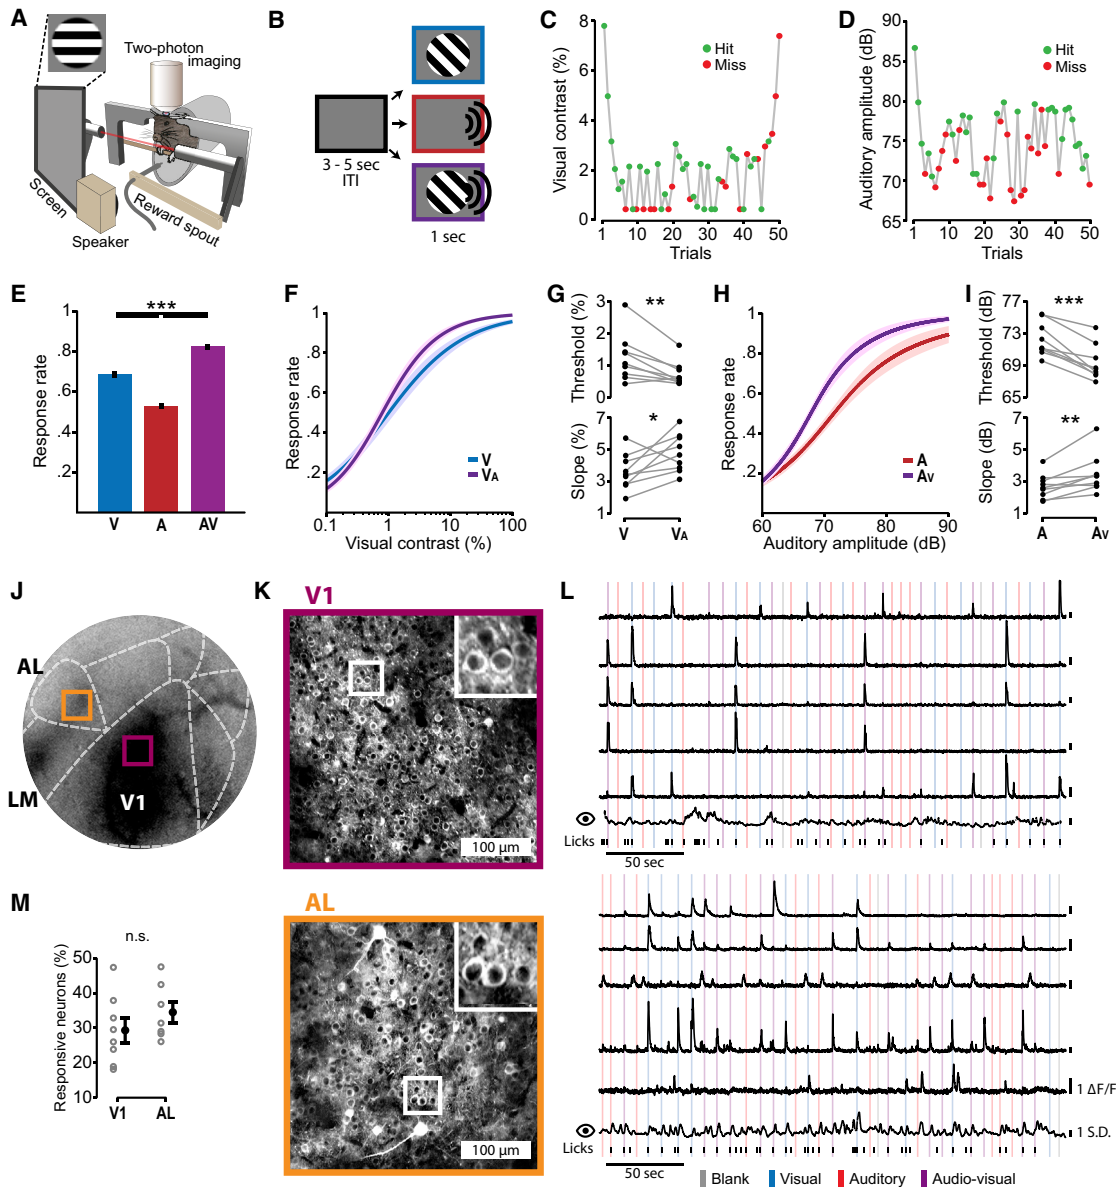 A
Two-photon
imaging
Screen
Speaker
Reward spout
B
3 - 5 sec
ITI
1 sec
C
Visual contrast (%)
8
6
4
2
0
Hit
Miss
1
10
20
30
40
50
Trials
D
Auditory amplitude (dB)
90
85
80
75
70
65
Hit
Miss
1
10
20
30
40
50
Trials
E
Response rate
1
.8
.6
.4
.2
***
V
A
AV
F
Response rate
1
.8
.6
.4
.2
V
VA
0.1
1
10
100
Visual contrast (%)
G
Threshold (%)
3
2
1
0
**
Slope (%)
7
5
3
1
*
V
VA
H
Response rate
1
.8
.6
.4
.2
A
AV
60
70
80
90
Auditory amplitude (dB)
I
Threshold (dB)
77
73
69
65
***
Slope (dB)
7
5
3
1
**
A
AV
J
AL
LM
V1
K
V1
100 µm
AL
100 µm
L
Licks
50 sec
1 ΔF/F
1 S.D.
Licks
50 sec
Blank
Visual
Auditory
Audio-visual
M
n.s.
Responsive neurons (%)
50
40
30
20
10
V1
AL